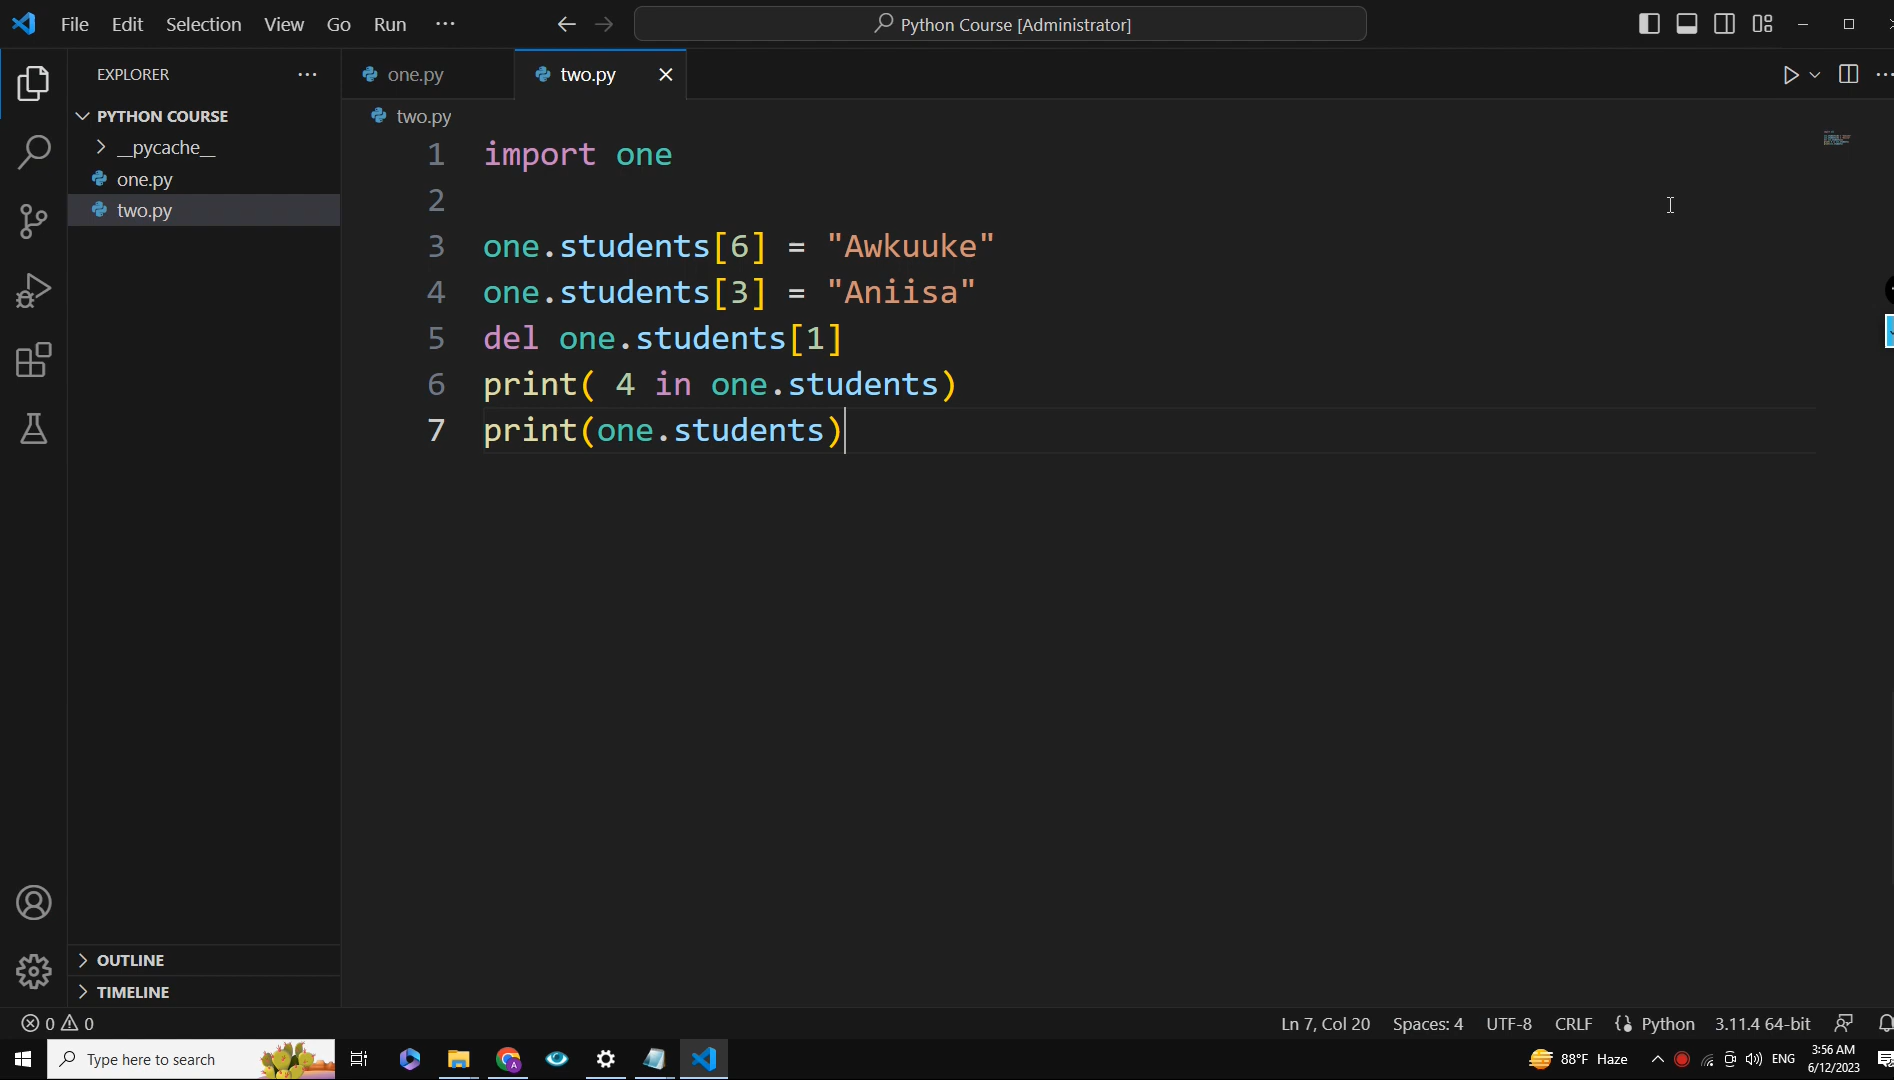 File Edit Selection View Go Run ···
Python Course [Administrator]
EXPLORER ···
one.py
two.py
PYTHON COURSE
__pycache__
one.py
two.py
two.py
1 import one
2
3 one.students[6] = "Awkuuke"
4 one.students[3] = "Aniisa"
5 del one.students[1]
6 print( 4 in one.students)
7 print(one.students)
OUTLINE
TIMELINE
0 0
Ln 7, Col 20 Spaces: 4 UTF-8 CRLF Python 3.11.4 64-bit
Type here to search
A
88°F Haze
ENG
3:56 AM
6/12/2023